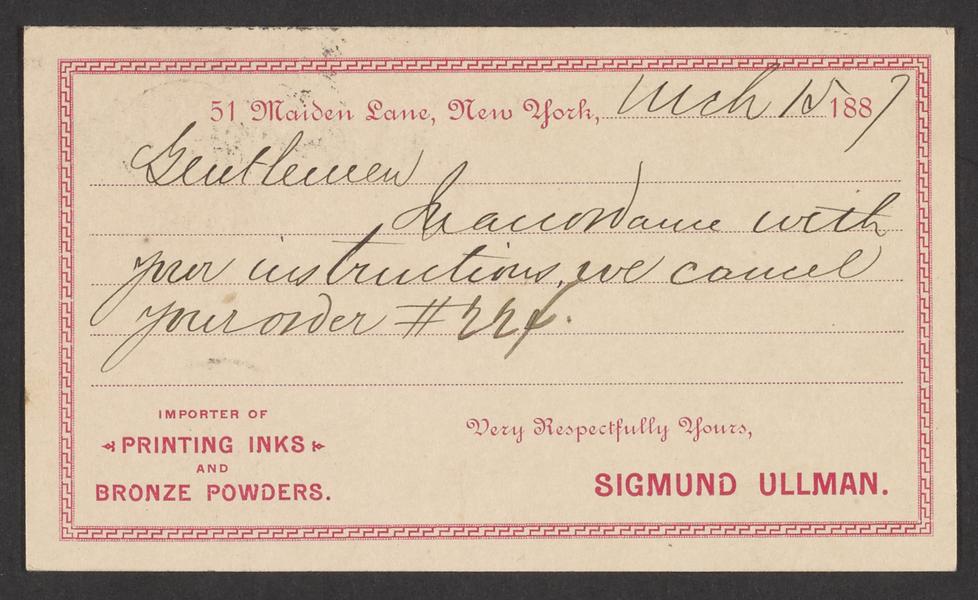 51 Maiden Lane, New York, Mch 15 1887
Gentlemen
In accordance with
your instructions, we cancel
your order # 224.
IMPORTER OF
PRINTING INKS
AND
BRONZE POWDERS.
Very Respectfully Yours,
SIGMUND ULLMAN.